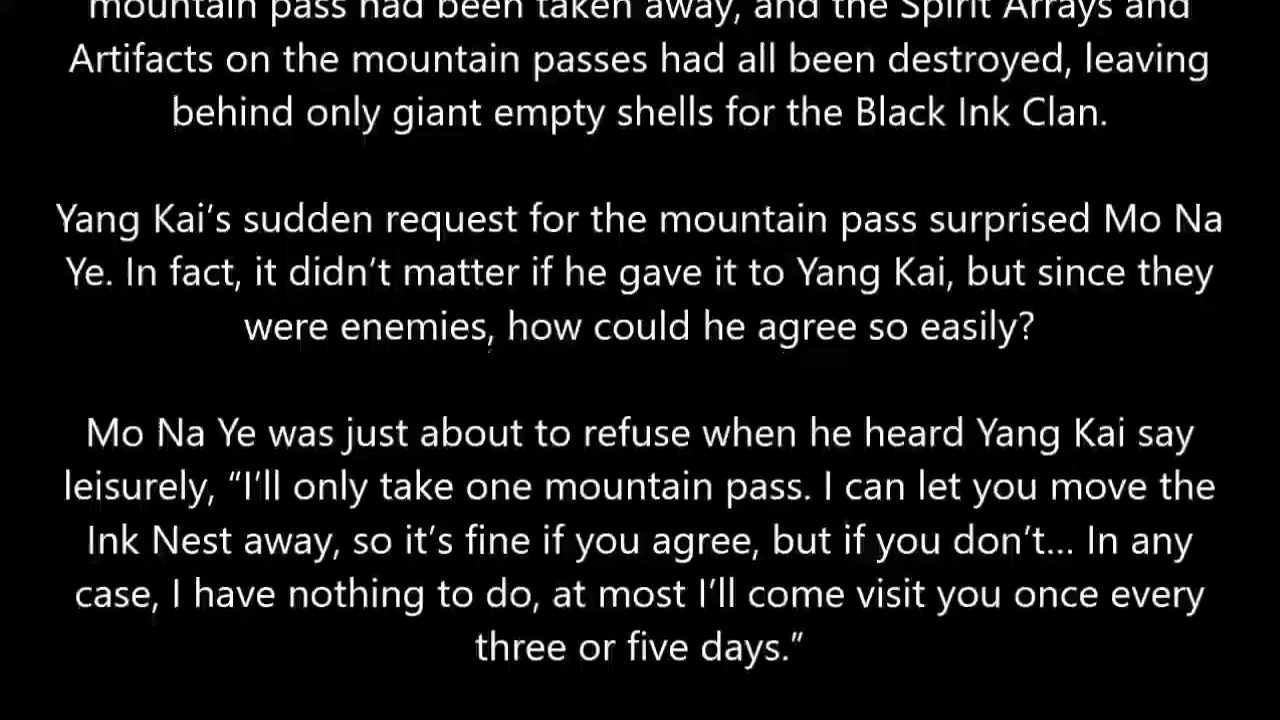 mountain pass had been taken away, and the Spirit Arrays and
Artifacts on the mountain passes had all been destroyed, leaving
behind only giant empty shells for the Black Ink Clan.
Yang Kai’s sudden request for the mountain pass surprised Mo Na
Ye. In fact, it didn’t matter if he gave it to Yang Kai, but since they
were enemies, how could he agree so easily?
Mo Na Ye was just about to refuse when he heard Yang Kai say
leisurely, “I’ll only take one mountain pass. I can let you move the
Ink Nest away, so it’s fine if you agree, but if you don’t… In any
case, I have nothing to do, at most I’ll come visit you once every
three or five days.”